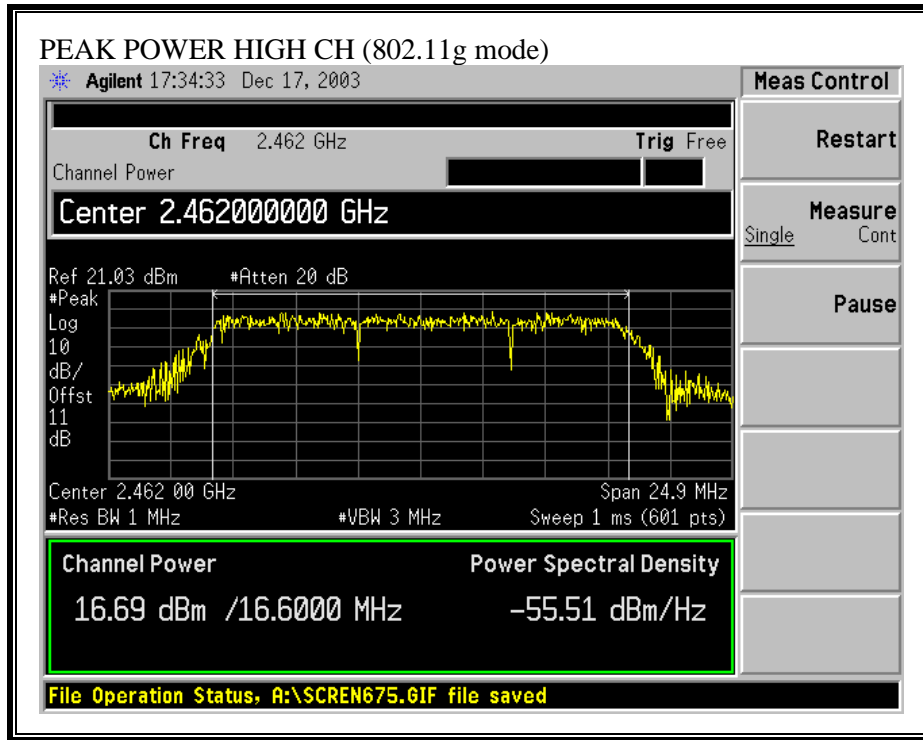 PEAK POWER HIGH CH (802.11g mode)
Agilent 17:34:33 Dec 17, 2003
Meas Control
Ch Freq 2.462 GHz Trig Free
Restart
Channel Power
Center 2.462000000 GHz
Measure
Single Cont
Ref 21.03 dBm #Atten 20 dB
#Peak
Pause
Log
10
dB/
Offst
11
dB
Center 2.462 00 GHz Span 24.9 MHz
#Res BW 1 MHz #VBW 3 MHz Sweep 1 ms (601 pts)
Channel Power Power Spectral Density
16.69 dBm /16.6000 MHz -55.51 dBm/Hz
File Operation Status, A:\SCREN675.GIF file saved